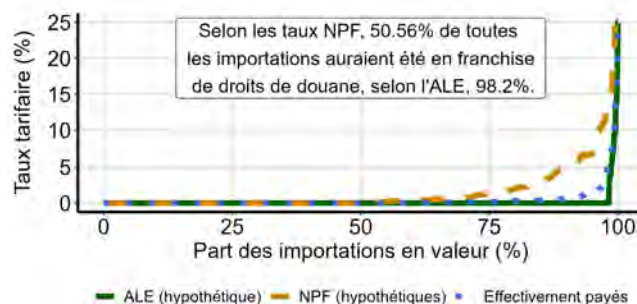 Selon les taux NPF, 50.56% de toutes
les importations auraient été en franchise
de droits de douane, selon l'ALE, 98.2%.
Taux tarifaire (%)
25
20
15
10
5
0
0 25 50 75 100
Part des importations en valeur (%)
ALE (hypothétique) NPF (hypothétiques) Effectivement payés